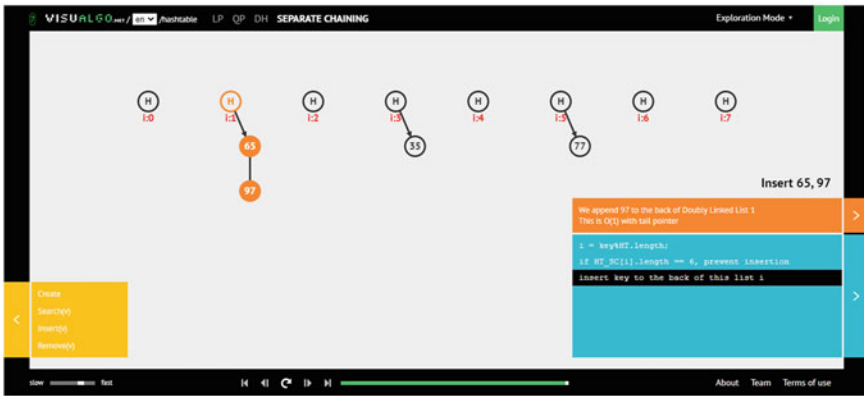 VISUALGO.NET / en /hashtable LP QP DH SEPARATE CHAINING Exploration Mode Login
H H H H H H H H
i:0 i:1 i:2 i:3 i:4 i:5 i:6 i:7
65 35 77
97
Insert 65, 97
We append 97 to the back of Doubly Linked List 1
This is O(1) with tail pointer
i = key%HT.length;
if HT_SC[i].length == 6, prevent insertion
insert key to the back of this list i
Create
Search(v)
Insert(v)
Remove(v)
slow fast About Team Terms of use